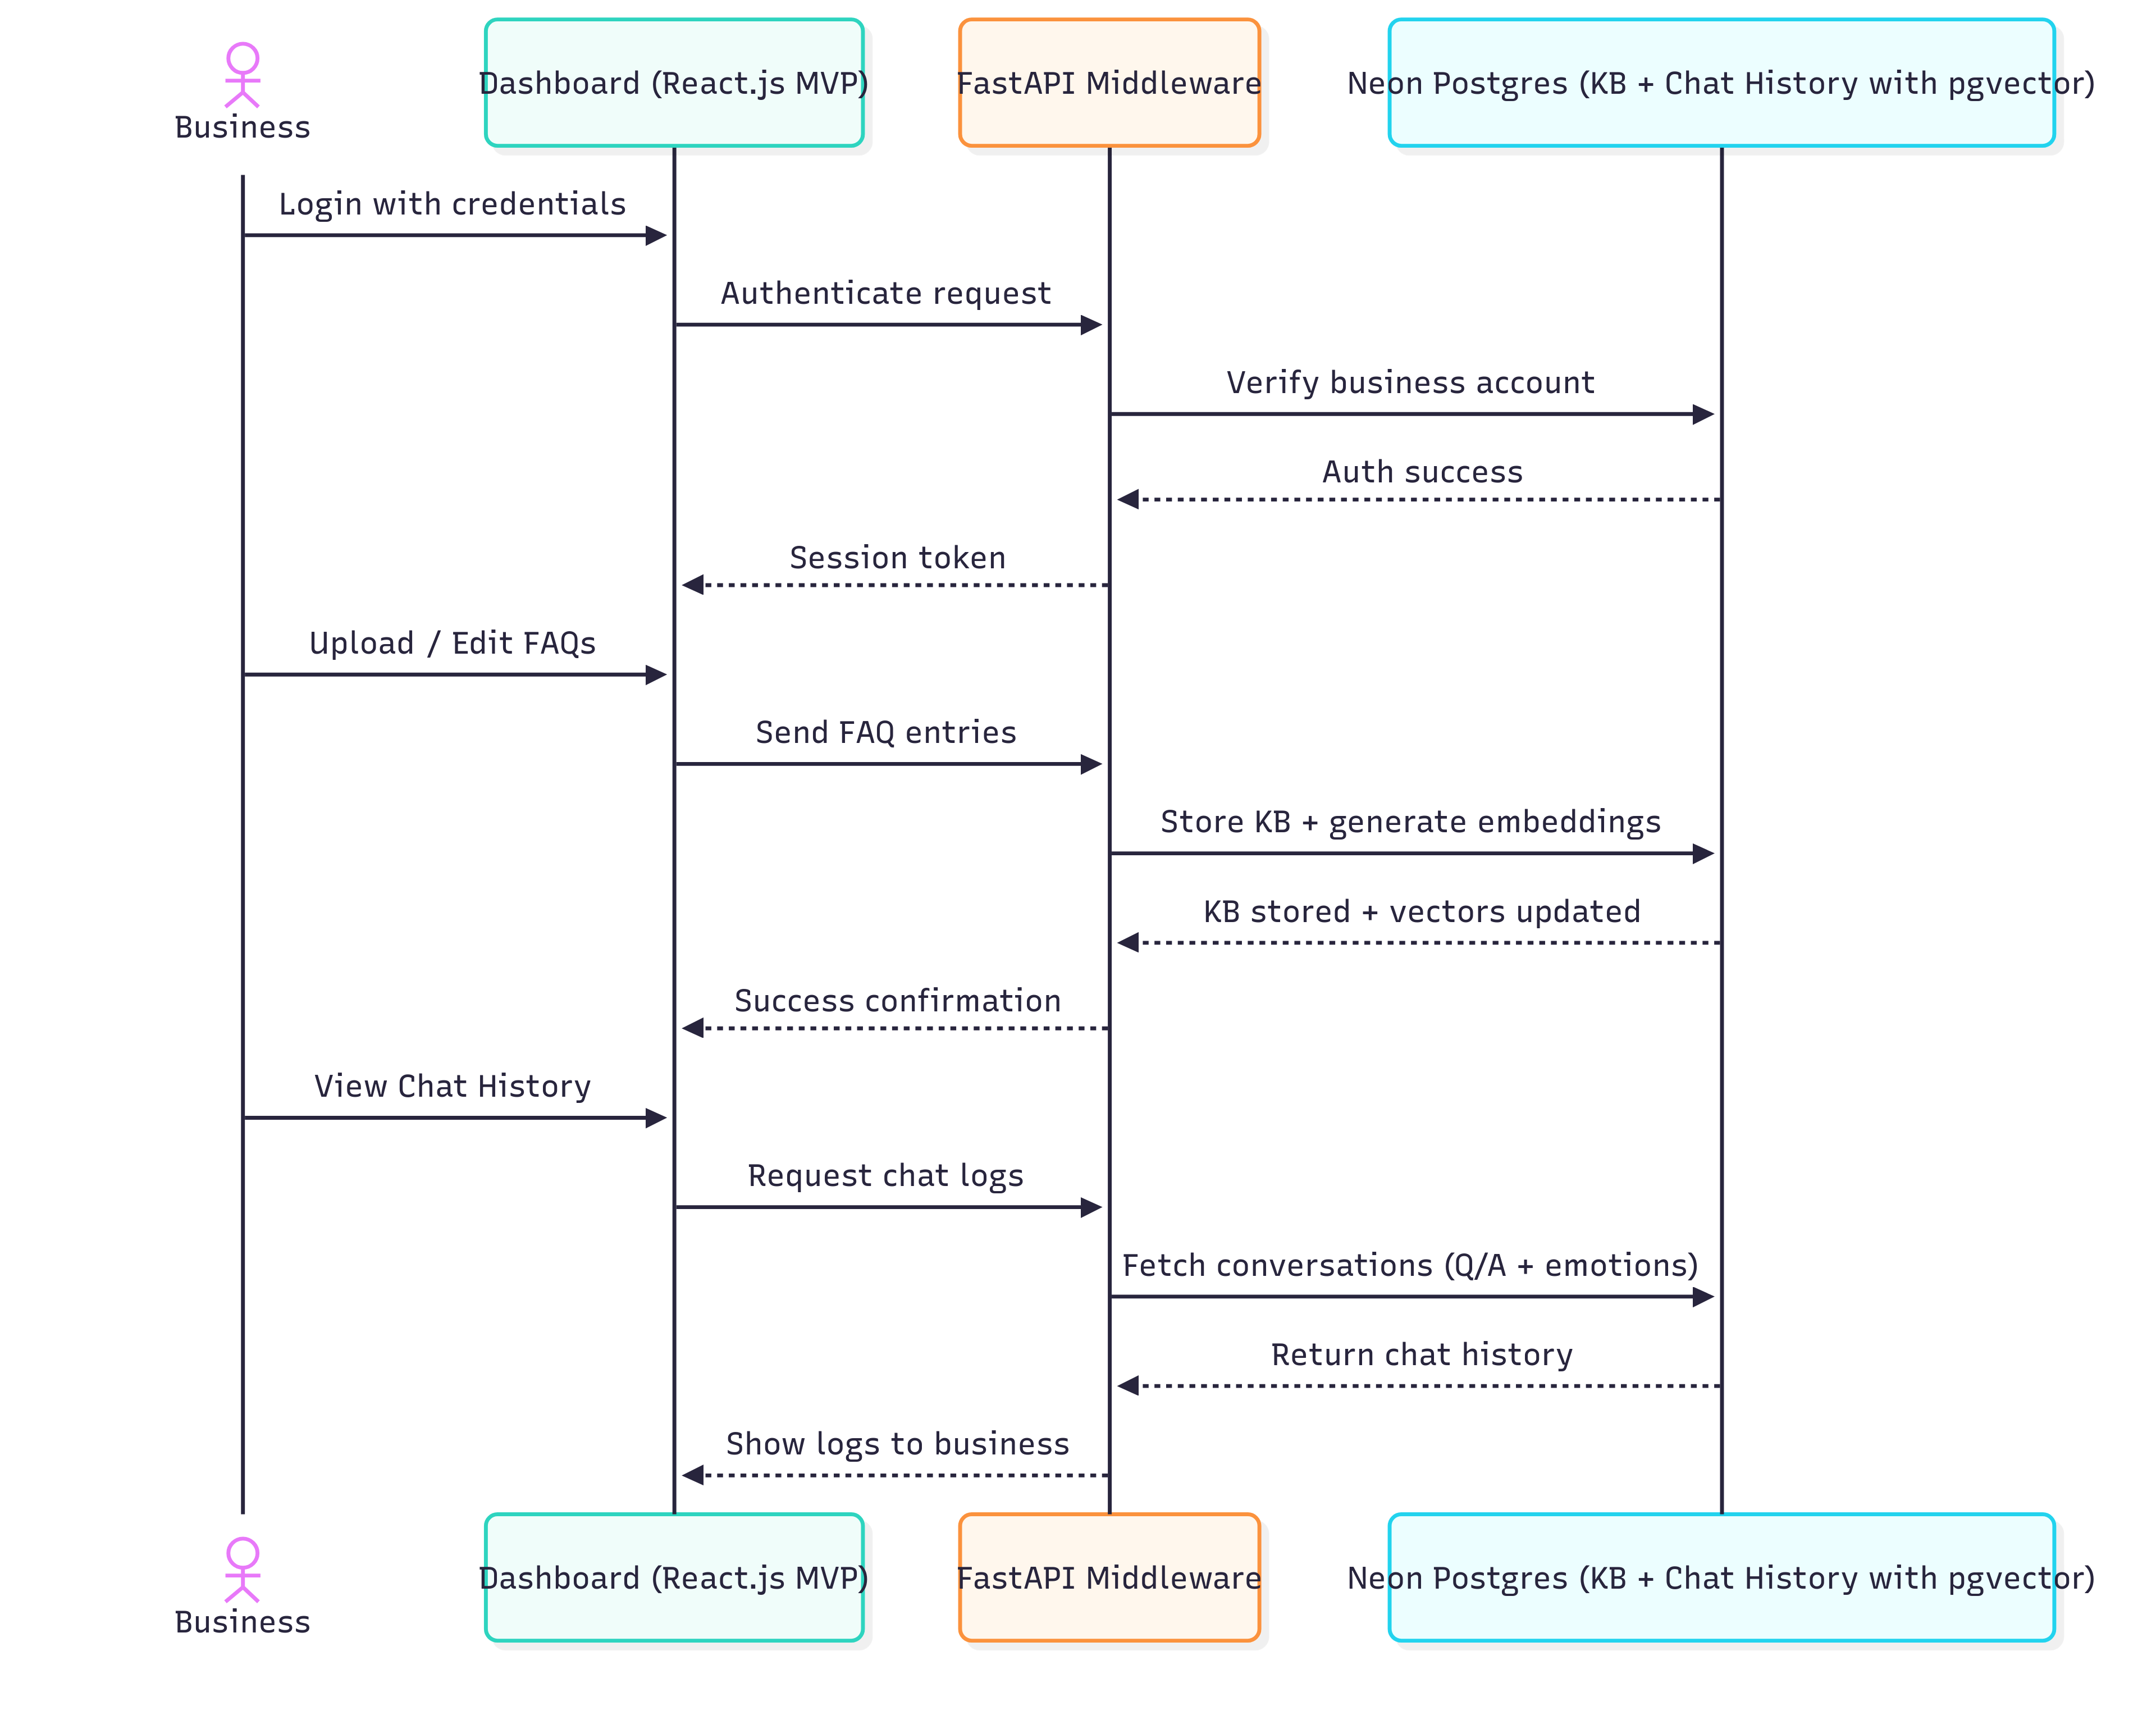 Dashboard (React.js MVP)
FastAPI Middleware
Neon Postgres (KB + Chat History with pgvector)
Business
Login with credentials
Authenticate request
Verify business account
Auth success
Session token
Upload / Edit FAQs
Send FAQ entries
Store KB + generate embeddings
KB stored + vectors updated
Success confirmation
View Chat History
Request chat logs
Fetch conversations (Q/A + emotions)
Return chat history
Show logs to business
Dashboard (React.js MVP)
FastAPI Middleware
Neon Postgres (KB + Chat History with pgvector)
Business